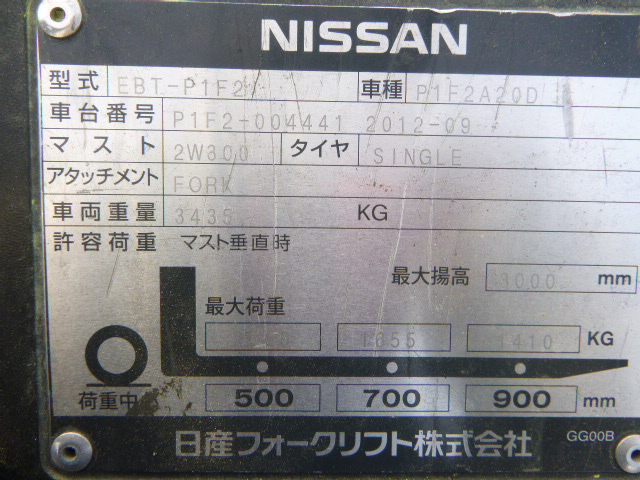 NISSAN
型式 EBT-P1F2 車種 P1F2A20D
車台番号 P1F2-004441 2012-09
マスト 2W300 タイヤ SINGLE
アタッチメント FORK
車両重量 3435 KG
許容荷重 マスト垂直時
最大揚高 3000 mm
最大荷重
1655 1410 KG
荷重中心 500 700 900 mm
日産フォークリフト株式会社 GG00B